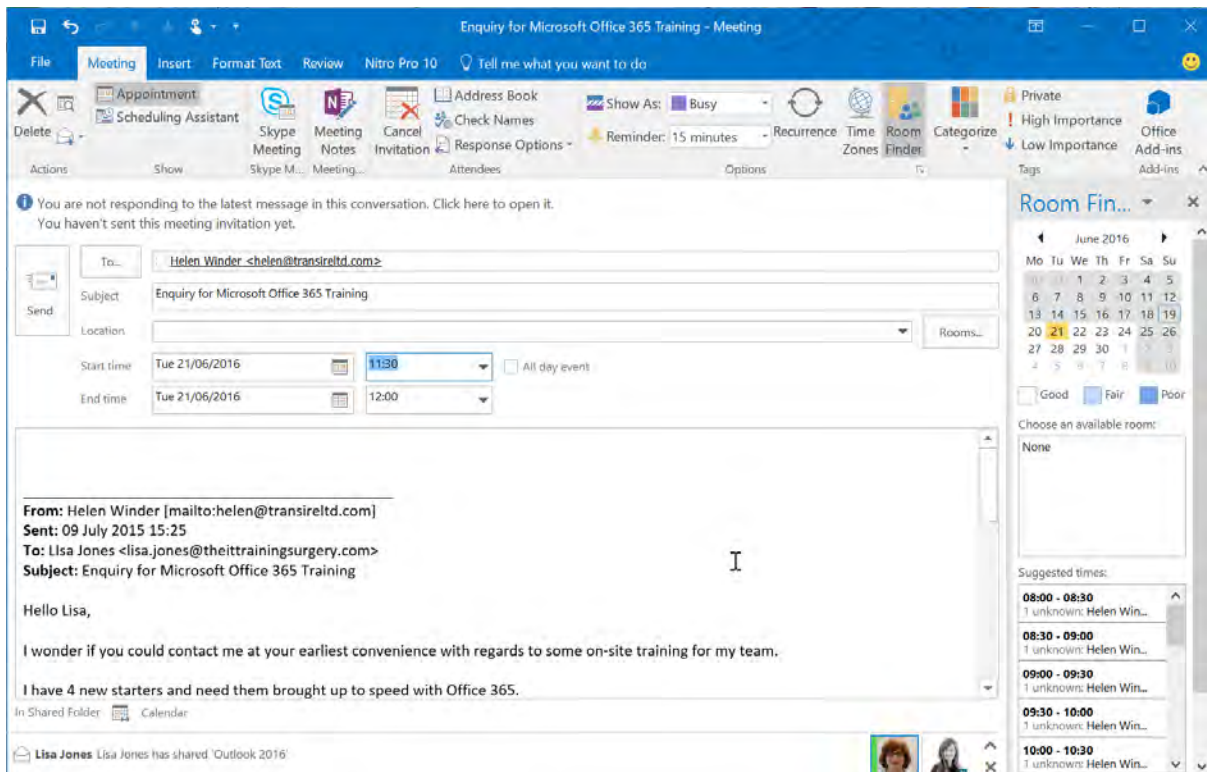 Enquiry for Microsoft Office 365 Training - Meeting
File Meeting Insert Format Text Review Nitro Pro 10 Tell me what you want to do
Delete
Actions
Appointment
Scheduling Assistant
Show
Skype Meeting
Skype M...
Meeting Notes
Meeting...
Cancel Invitation
Address Book
Check Names
Response Options
Attendees
Show As: Busy
Reminder: 15 minutes
Recurrence
Time Zones
Room Finder
Options
Categorize
Private
High Importance
Low Importance
Tags
Office Add-ins
Add-ins
You are not responding to the latest message in this conversation. Click here to open it.
You haven't sent this meeting invitation yet.
Send
To... Helen Winder <helen@transireltd.com>
Subject Enquiry for Microsoft Office 365 Training
Location Rooms...
Start time Tue 21/06/2016 11:30 All day event
End time Tue 21/06/2016 12:00
From: Helen Winder [mailto:helen@transireltd.com]
Sent: 09 July 2015 15:25
To: LIsa Jones <lisa.jones@theittrainingsurgery.com>
Subject: Enquiry for Microsoft Office 365 Training
Hello Lisa,
I wonder if you could contact me at your earliest convenience with regards to some on-site training for my team.
I have 4 new starters and need them brought up to speed with Office 365.
In Shared Folder Calendar
Lisa Jones Lisa Jones has shared 'Outlook 2016'
Room Fin...
June 2016
Mo Tu We Th Fr Sa Su
1 2 3 4 5
6 7 8 9 10 11 12
13 14 15 16 17 18 19
20 21 22 23 24 25 26
27 28 29 30 1
4 5 6 7 8 10
Good Fair Poor
Choose an available room:
None
Suggested times:
08:00 - 08:30
1 unknown: Helen Win...
08:30 - 09:00
1 unknown: Helen Win...
09:00 - 09:30
1 unknown: Helen Win...
09:30 - 10:00
1 unknown: Helen Win...
10:00 - 10:30
1 unknown: Helen Win...